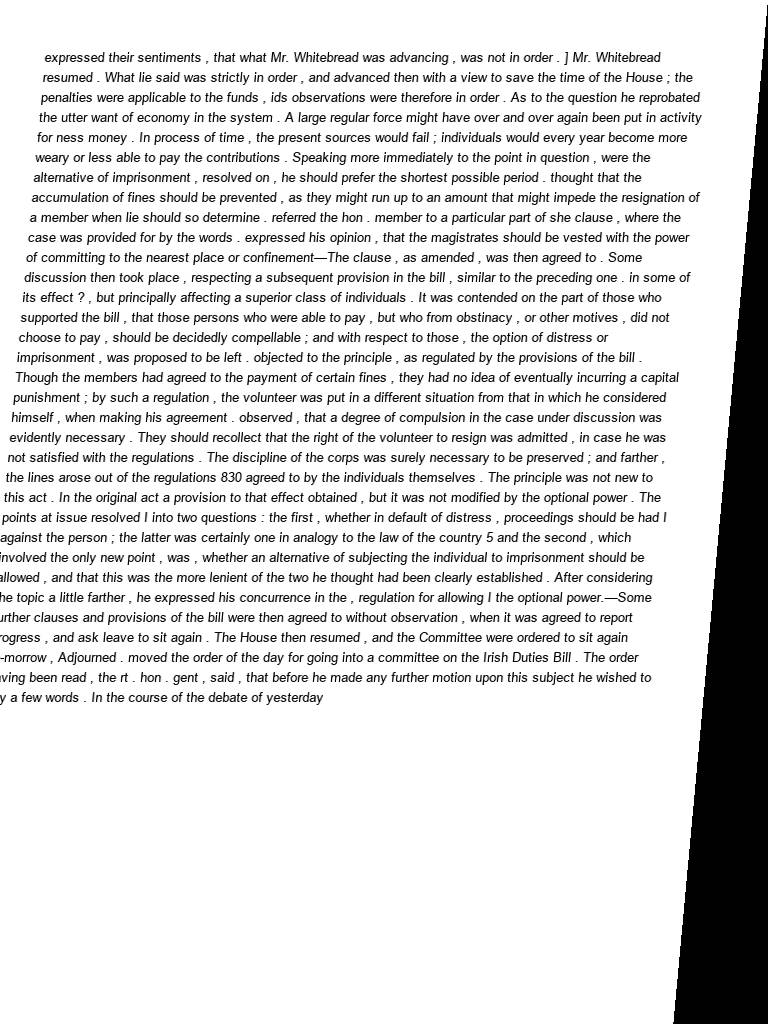 expressed their sentiments , that what Mr. Whitebread was advancing , was not in order . ] Mr. Whitebread
resumed . What lie said was strictly in order , and advanced then with a view to save the time of the House ; the
penalties were applicable to the funds , ids observations were therefore in order . As to the question he reprobated
the utter want of economy in the system . A large regular force might have over and over again been put in activity
for ness money . In process of time , the present sources would fail ; individuals would every year become more
weary or less able to pay the contributions . Speaking more immediately to the point in question , were the
alternative of imprisonment , resolved on , he should prefer the shortest possible period . thought that the
accumulation of fines should be prevented , as they might run up to an amount that might impede the resignation of
a member when lie should so determine . referred the hon . member to a particular part of she clause , where the
case was provided for by the words . expressed his opinion , that the magistrates should be vested with the power
of committing to the nearest place or confinement—The clause , as amended , was then agreed to . Some
discussion then took place , respecting a subsequent provision in the bill , similar to the preceding one . in some of
its effect ? , but principally affecting a superior class of individuals . It was contended on the part of those who
supported the bill , that those persons who were able to pay , but who from obstinacy , or other motives , did not
choose to pay , should be decidedly compellable ; and with respect to those , the option of distress or
imprisonment , was proposed to be left . objected to the principle , as regulated by the provisions of the bill .
Though the members had agreed to the payment of certain fines , they had no idea of eventually incurring a capital
punishment ; by such a regulation , the volunteer was put in a different situation from that in which he considered
himself , when making his agreement . observed , that a degree of compulsion in the case under discussion was
evidently necessary . They should recollect that the right of the volunteer to resign was admitted , in case he was
not satisfied with the regulations . The discipline of the corps was surely necessary to be preserved ; and farther ,
the lines arose out of the regulations 830 agreed to by the individuals themselves . The principle was not new to
this act . In the original act a provision to that effect obtained , but it was not modified by the optional power . The
points at issue resolved I into two questions : the first , whether in default of distress , proceedings should be had I
against the person ; the latter was certainly one in analogy to the law of the country 5 and the second , which
involved the only new point , was , whether an alternative of subjecting the individual to imprisonment should be
allowed , and that this was the more lenient of the two he thought had been clearly established . After considering
the topic a little farther , he expressed his concurrence in the , regulation for allowing I the optional power.—Some
urther clauses and provisions of the bill were then agreed to without observation , when it was agreed to report
rogress , and ask leave to sit again . The House then resumed , and the Committee were ordered to sit again
-morrow , Adjourned . moved the order of the day for going into a committee on the Irish Duties Bill . The order
ving been read , the rt . hon . gent , said , that before he made any further motion upon this subject he wished to
y a few words . In the course of the debate of yesterday